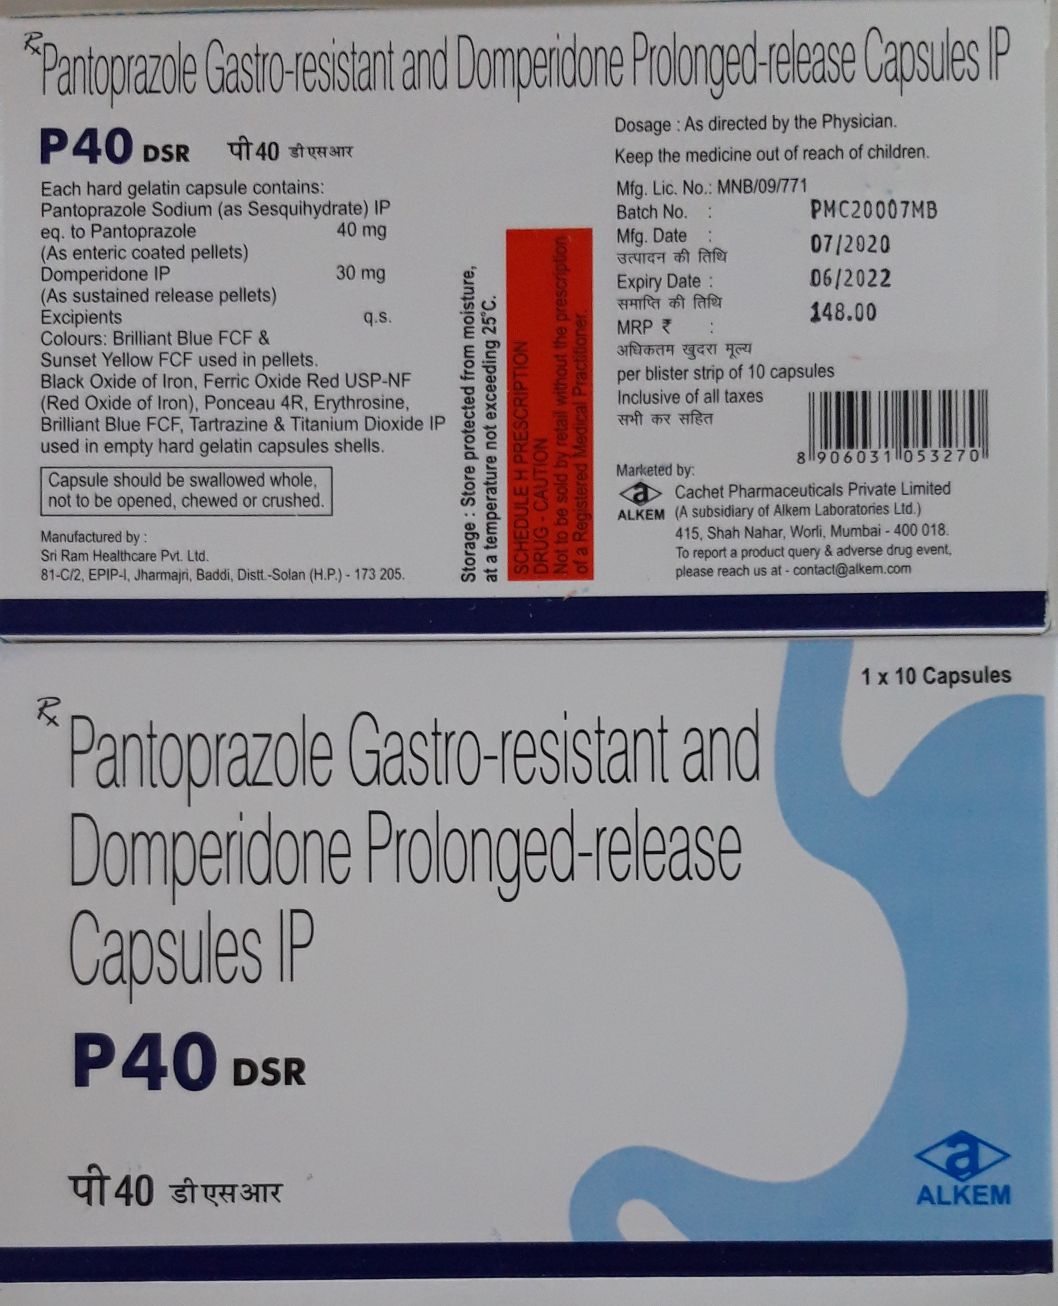 Rx Pantoprazole Gastro-resistant and Domperidone Prolonged-release Capsules IP
P40 DSR पी 40 डी एस आर
Each hard gelatin capsule contains:
Pantoprazole Sodium (as Sesquihydrate) IP
eq. to Pantoprazole 40 mg
(As enteric coated pellets)
Domperidone IP 30 mg
(As sustained release pellets)
Excipients q.s.
Colours: Brilliant Blue FCF &
Sunset Yellow FCF used in pellets.
Black Oxide of Iron, Ferric Oxide Red USP-NF
(Red Oxide of Iron), Ponceau 4R, Erythrosine,
Brilliant Blue FCF, Tartrazine & Titanium Dioxide IP
used in empty hard gelatin capsules shells.
Capsule should be swallowed whole,
not to be opened, chewed or crushed.
Manufactured by :
Sri Ram Healthcare Pvt. Ltd.
81-C/2, EPIP-I, Jharmajri, Baddi, Distt.-Solan (H.P.) - 173 205.
Storage : Store protected from moisture,
at a temperature not exceeding 25°C.
SCHEDULE H PRESCRIPTION
DRUG - CAUTION
Not to be sold by retail without the prescription
of a Registered Medical Practitioner.
Dosage : As directed by the Physician.
Keep the medicine out of reach of children.
Mfg. Lic. No.: MNB/09/771
Batch No. : PMC20007MB
Mfg. Date : 07/2020
उत्पादन की तिथि
Expiry Date : 06/2022
समाप्ति की तिथि
MRP ₹ : 148.00
अधिकतम खुदरा मूल्य
per blister strip of 10 capsules
Inclusive of all taxes
सभी कर सहित
8 906031 053270
Marketed by:
a ALKEM
Cachet Pharmaceuticals Private Limited
(A subsidiary of Alkem Laboratories Ltd.)
415, Shah Nahar, Worli, Mumbai - 400 018.
To report a product query & adverse drug event,
please reach us at - contact@alkem.com
1 x 10 Capsules
Rx Pantoprazole Gastro-resistant and
Domperidone Prolonged-release
Capsules IP
P40 DSR
पी 40 डी एस आर
a
ALKEM